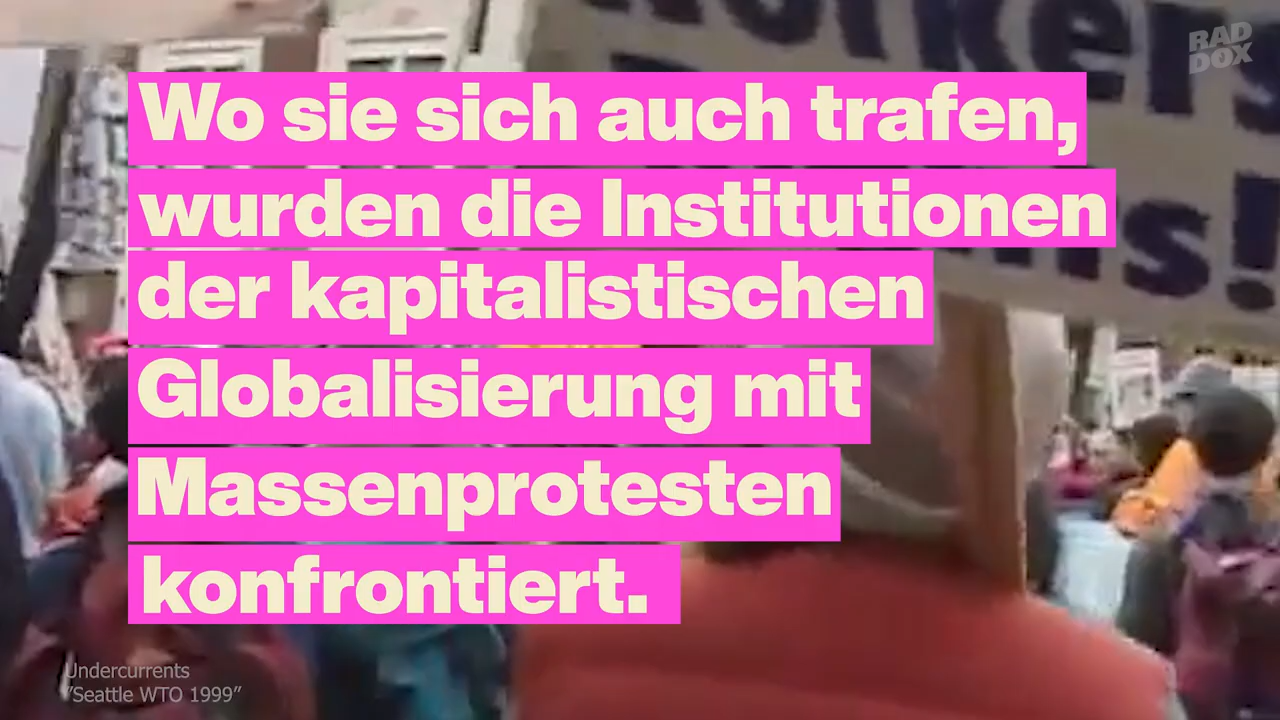 RAD
DOX
Wo sie sich auch trafen,
wurden die Institutionen
der kapitalistischen
Globalisierung mit
Massenprotesten
konfrontiert.
Undercurrents
"Seattle WTO 1999"